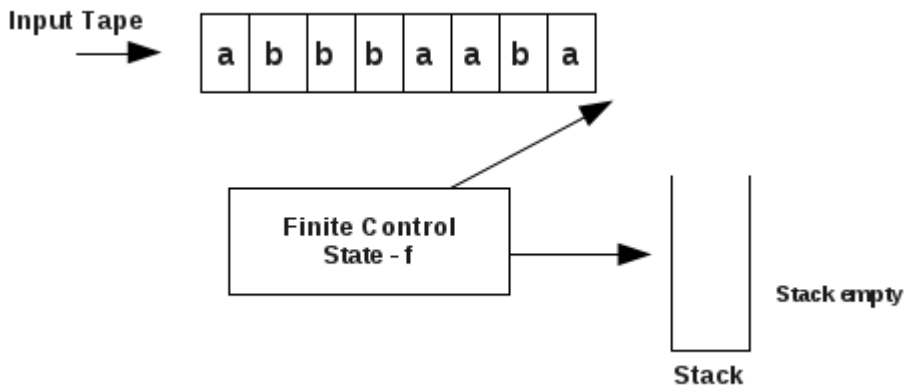 Input Tape
a b b b a a b a
Finite Control
State - f
Stack empty
Stack